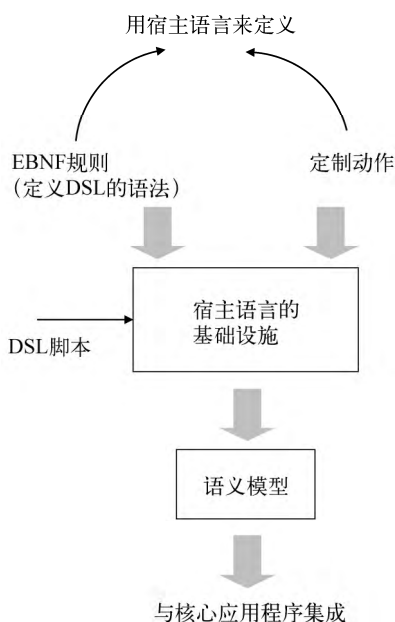 用宿主语言来定义
EBNF规则
（定义DSL的语法）
定制动作
宿主语言的
基础设施
DSL脚本
语义模型
与核心应用程序集成